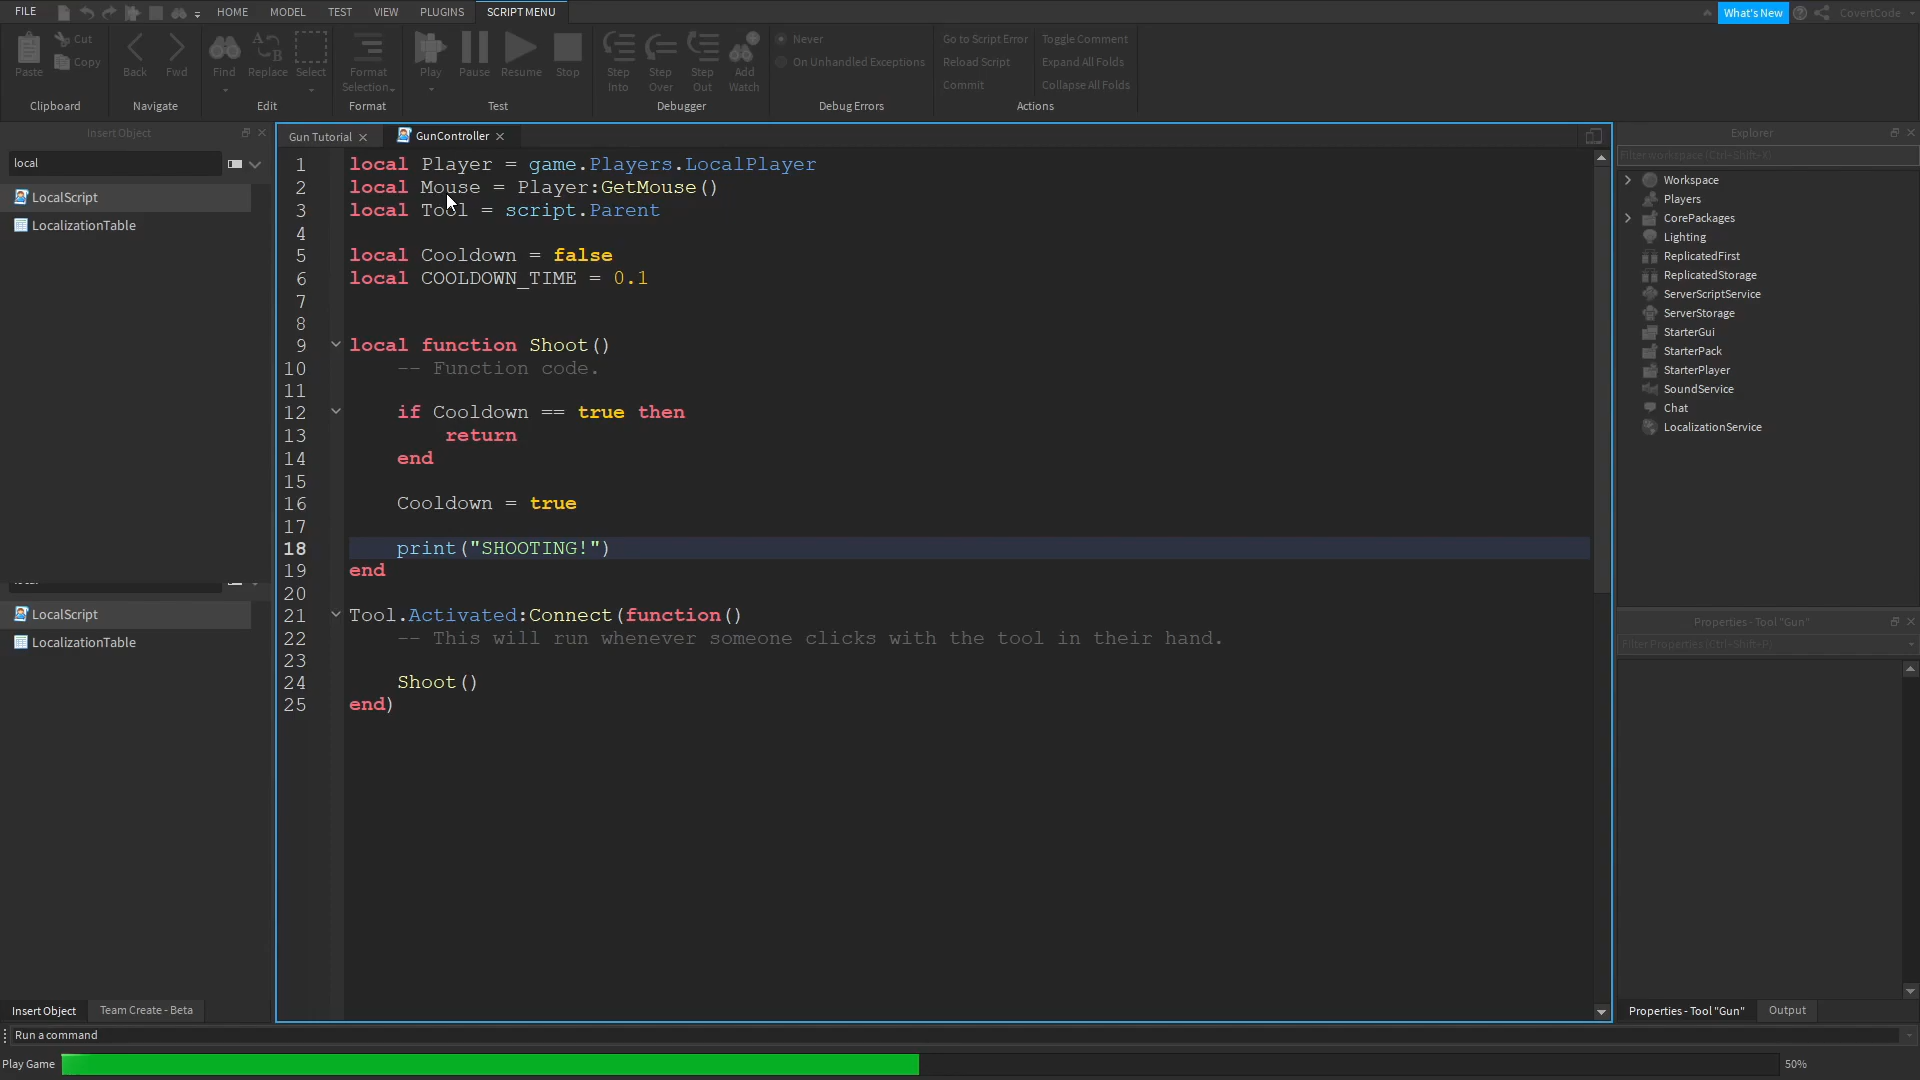 FILE
HOME
MODEL
TEST
VIEW
PLUGINS
SCRIPT MENU
What's New
CovertCode
Paste
Cut
Copy
Clipboard
Back
Fwd
Navigate
Find
Replace
Select
Edit
Format
Selection
Format
Play
Pause
Resume
Stop
Test
Step
Into
Step
Over
Step
Out
Add
Watch
Debugger
Never
On Unhandled Exceptions
Debug Errors
Go to Script Error
Reload Script
Commit
Toggle Comment
Expand All Folds
Collapse All Folds
Actions
Insert Object
local
LocalScript
LocalizationTable
LocalScript
LocalizationTable
Insert Object
Team Create - Beta
Gun Tutorial
GunController
1 local Player = game.Players.LocalPlayer
2 local Mouse = Player:GetMouse()
3 local Tool = script.Parent
4
5 local Cooldown = false
6 local COOLDOWN_TIME = 0.1
7
8
9 local function Shoot()
10 -- Function code.
11
12 if Cooldown == true then
13 return
14 end
15
16 Cooldown = true
17
18 print("SHOOTING!")
19 end
20
21 Tool.Activated:Connect(function()
22 -- This will run whenever someone clicks with the tool in their hand.
23
24 Shoot()
25 end)
Explorer
Filter workspace (Ctrl+Shift+X)
Workspace
Players
CorePackages
Lighting
ReplicatedFirst
ReplicatedStorage
ServerScriptService
ServerStorage
StarterGui
StarterPack
StarterPlayer
SoundService
Chat
LocalizationService
Properties - Tool "Gun"
Filter Properties (Ctrl+Shift+P)
Properties - Tool "Gun"
Output
Run a command
Play Game
50%